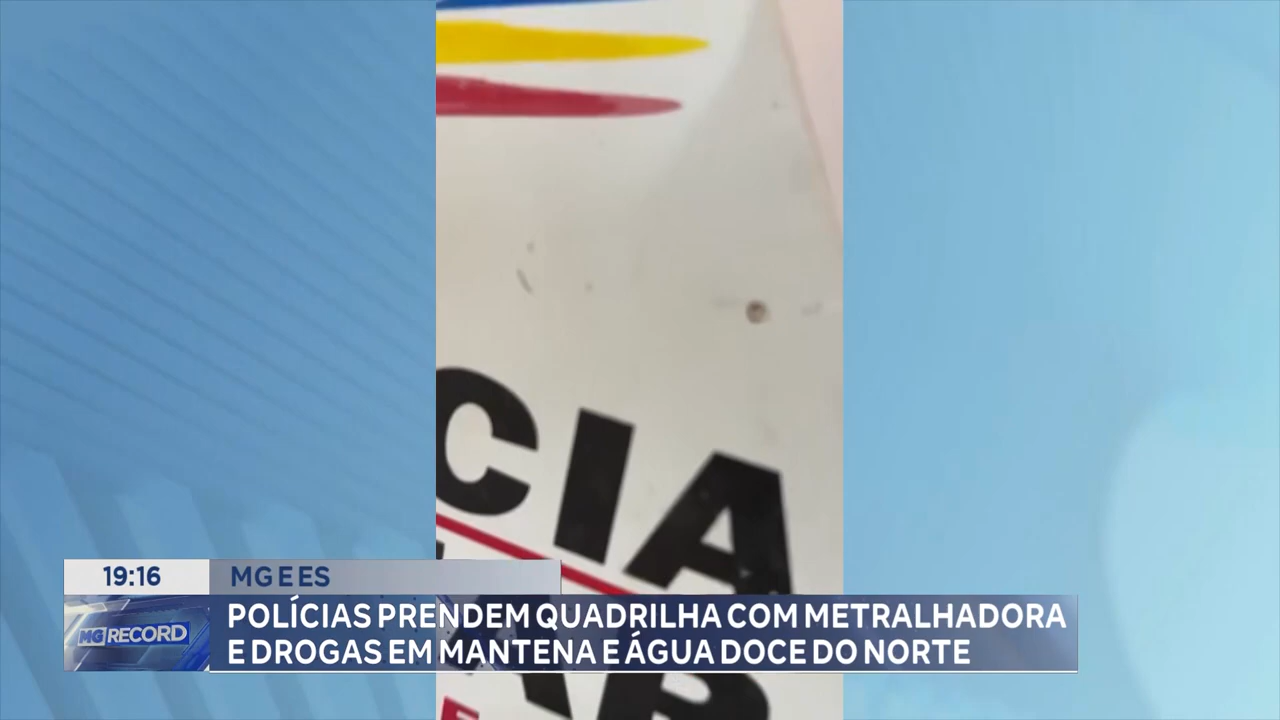 CIA
19:16
MG E ES
MG RECORD
POLÍCIAS PRENDEM QUADRILHA COM METRALHADORA
E DROGAS EM MANTENA E ÁGUA DOCE DO NORTE